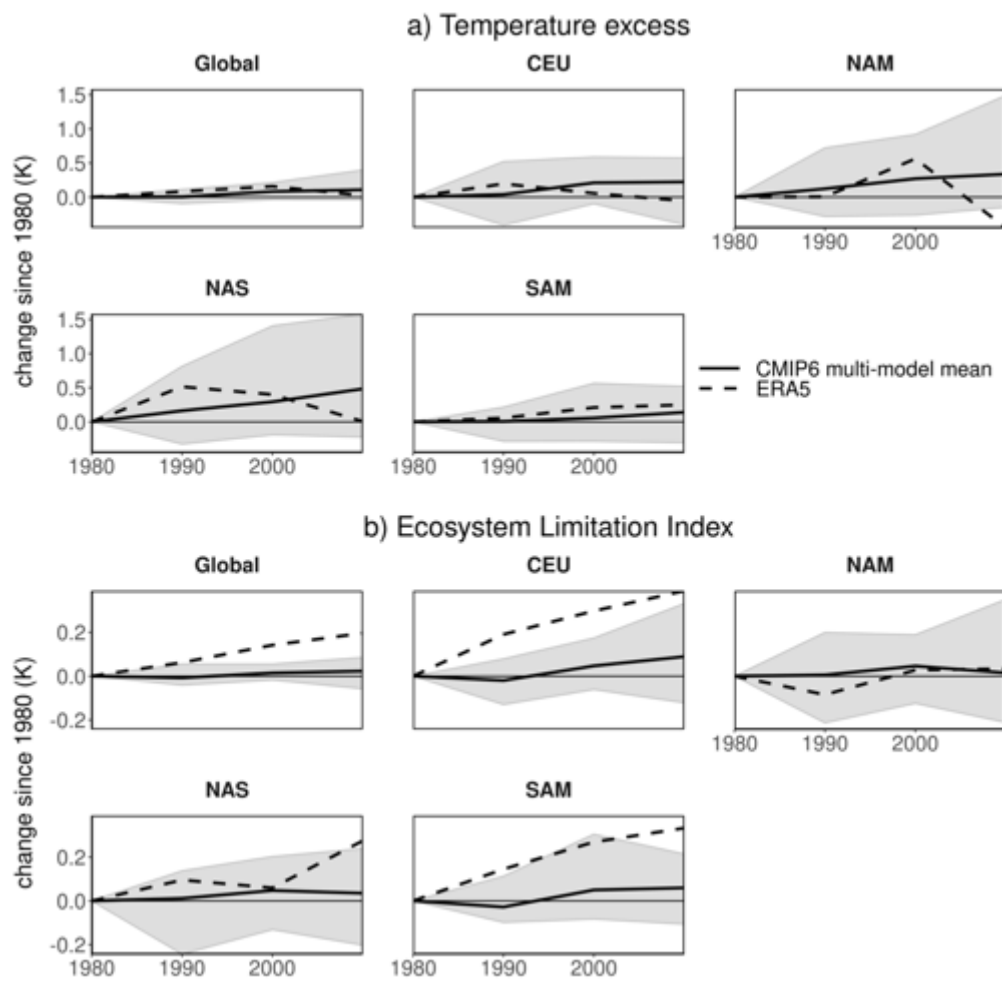 a) Temperature excess
Global CEU NAM
change since 1980 (K)
1.5
1.0
0.5
0.0
1980 1990 2000
NAS SAM
1.5
1.0
0.5
0.0
1980 1990 2000 1980 1990 2000
CMIP6 multi-model mean
ERA5
b) Ecosystem Limitation Index
Global CEU NAM
change since 1980 (K)
0.2
0.0
-0.2
1980 1990 2000
NAS SAM
0.2
0.0
-0.2
1980 1990 2000 1980 1990 2000